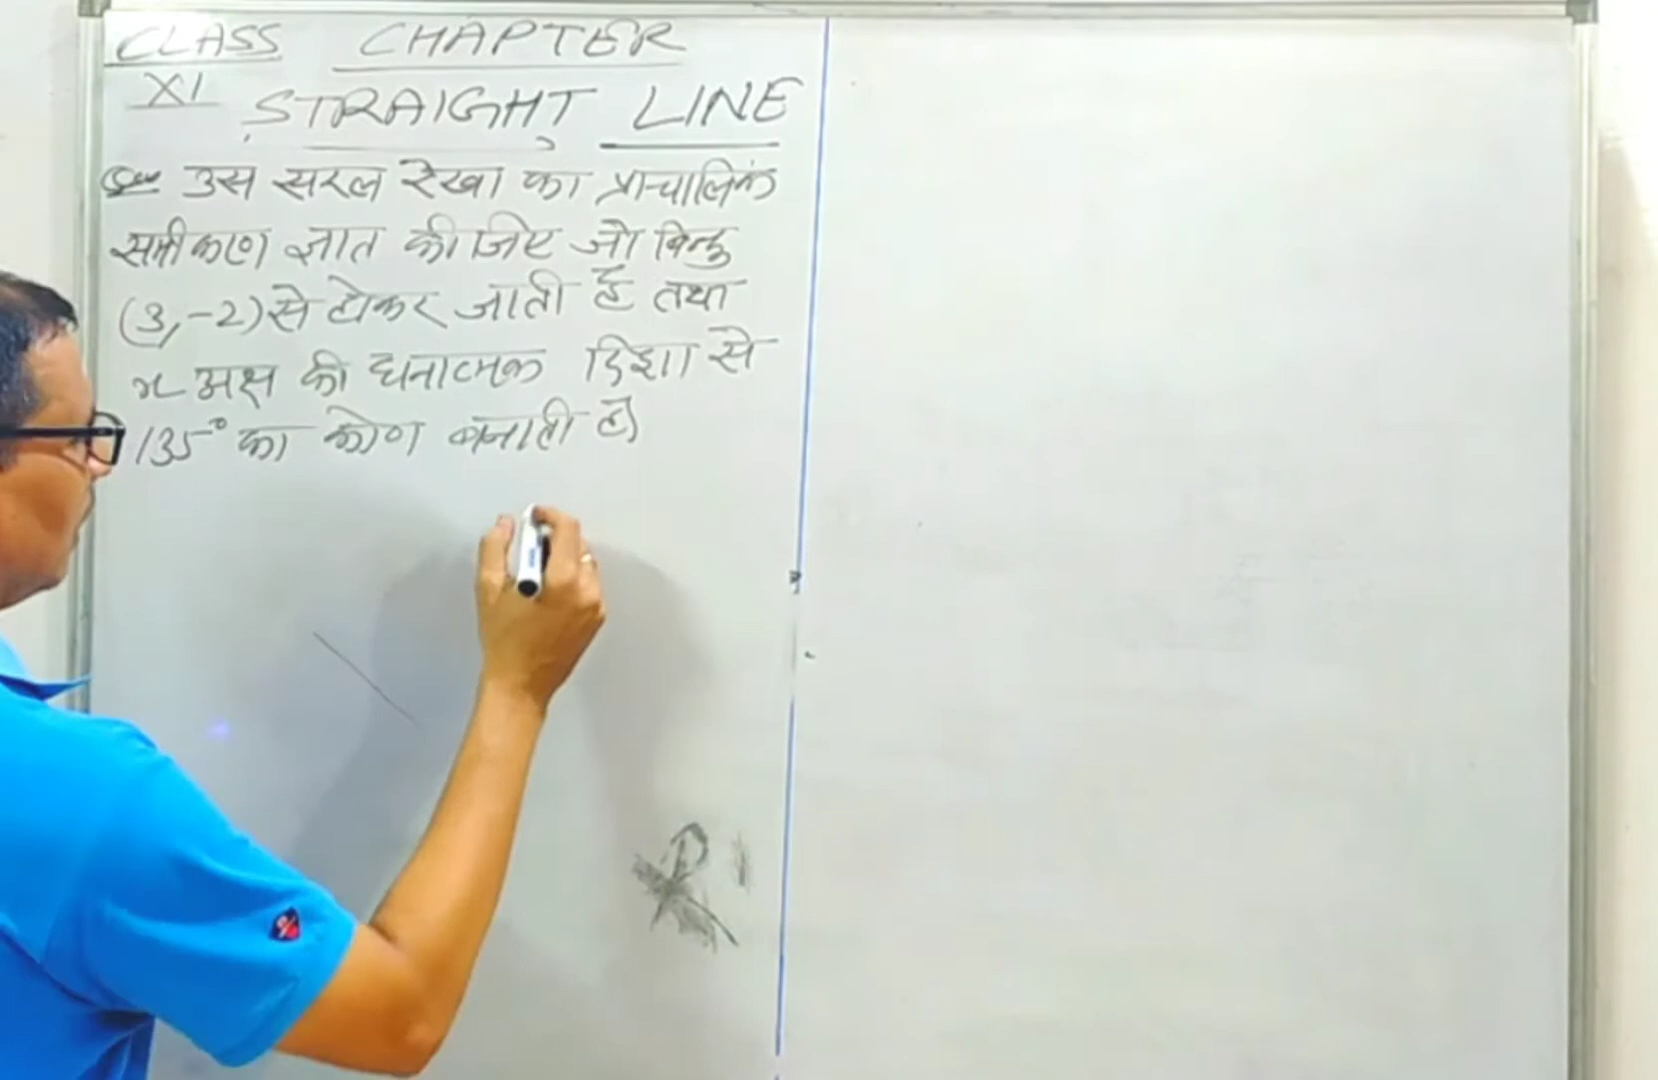 CLASS CHAPTER
XI STRAIGHT LINE
उस सरल रेखा का प्राचालिक
समीकरण ज्ञात कीजिए जो बिन्दु
(3,-2) से होकर जाती है तथा
x अक्ष की धनात्मक दिशा से
135° का कोण बनाती हो